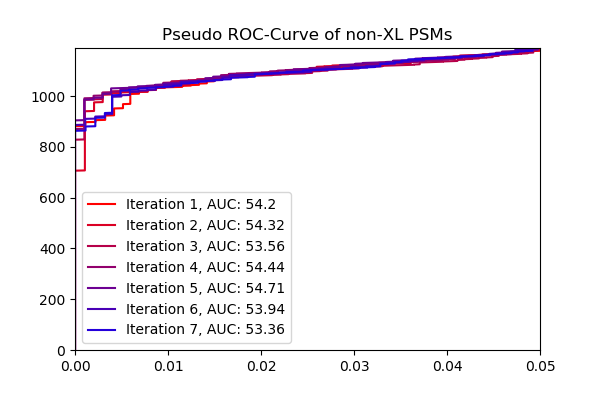 Pseudo ROC-Curve of non-XL PSMs
1000
800
600
400
200
0
Iteration 1, AUC: 54.2
Iteration 2, AUC: 54.32
Iteration 3, AUC: 53.56
Iteration 4, AUC: 54.44
Iteration 5, AUC: 54.71
Iteration 6, AUC: 53.94
Iteration 7, AUC: 53.36
0.00 0.01 0.02 0.03 0.04 0.05